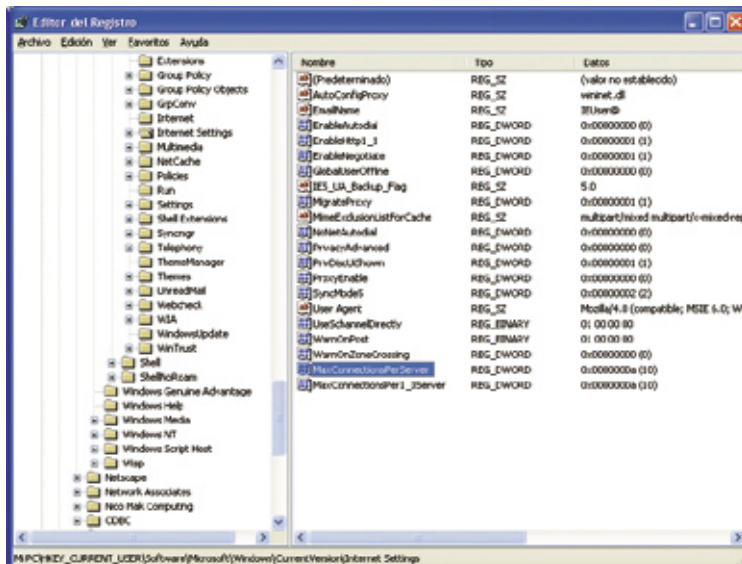 Editor del Registro
Archivo Edición Ver Favoritos Ayuda
Extensions
Group Policy
Group Policy Objects
GrpConv
Internet
Internet Settings
Multimedia
NetCache
Policies
Run
Settings
Shell Extensions
Syncmgr
Telephony
ThemeManager
Themes
UnreadMail
Webcheck
WIA
WindowsUpdate
WinTrust
Shell
ShellNoRoam
Windows Genuine Advantage
Windows Help
Windows Media
Windows NT
Windows Script Host
Wisp
Netscape
Network Associates
Nico Mak Computing
ODBC
Nombre Tipo Datos
(Predeterminado) REG_SZ (valor no establecido)
AutoConfigProxy REG_SZ wininet.dll
EmailName REG_SZ IEUser@
EnableAutodial REG_DWORD 0x00000000 (0)
EnableHttp1_1 REG_DWORD 0x00000001 (1)
EnableNegotiate REG_DWORD 0x00000001 (1)
GlobalUserOffline REG_DWORD 0x00000000 (0)
IE5_UA_Backup_Flag REG_SZ 5.0
MigrateProxy REG_DWORD 0x00000001 (1)
MimeExclusionListForCache REG_SZ multipart/mixed multipart/x-mixed-rep
NoNetAutodial REG_DWORD 0x00000000 (0)
PrivacyAdvanced REG_DWORD 0x00000000 (0)
PrivDiscUiShown REG_DWORD 0x00000001 (1)
ProxyEnable REG_DWORD 0x00000000 (0)
SyncMode5 REG_DWORD 0x00000002 (2)
User Agent REG_SZ Mozilla/4.0 (compatible; MSIE 6.0; W
UseSchannelDirectly REG_BINARY 01 00 00 00
WarnOnPost REG_BINARY 01 00 00 00
WarnOnZoneCrossing REG_DWORD 0x00000000 (0)
MaxConnectionsPerServer REG_DWORD 0x0000000a (10)
MaxConnectionsPer1_0Server REG_DWORD 0x0000000a (10)
Mi PC\HKEY_CURRENT_USER\Software\Microsoft\Windows\CurrentVersion\Internet Settings